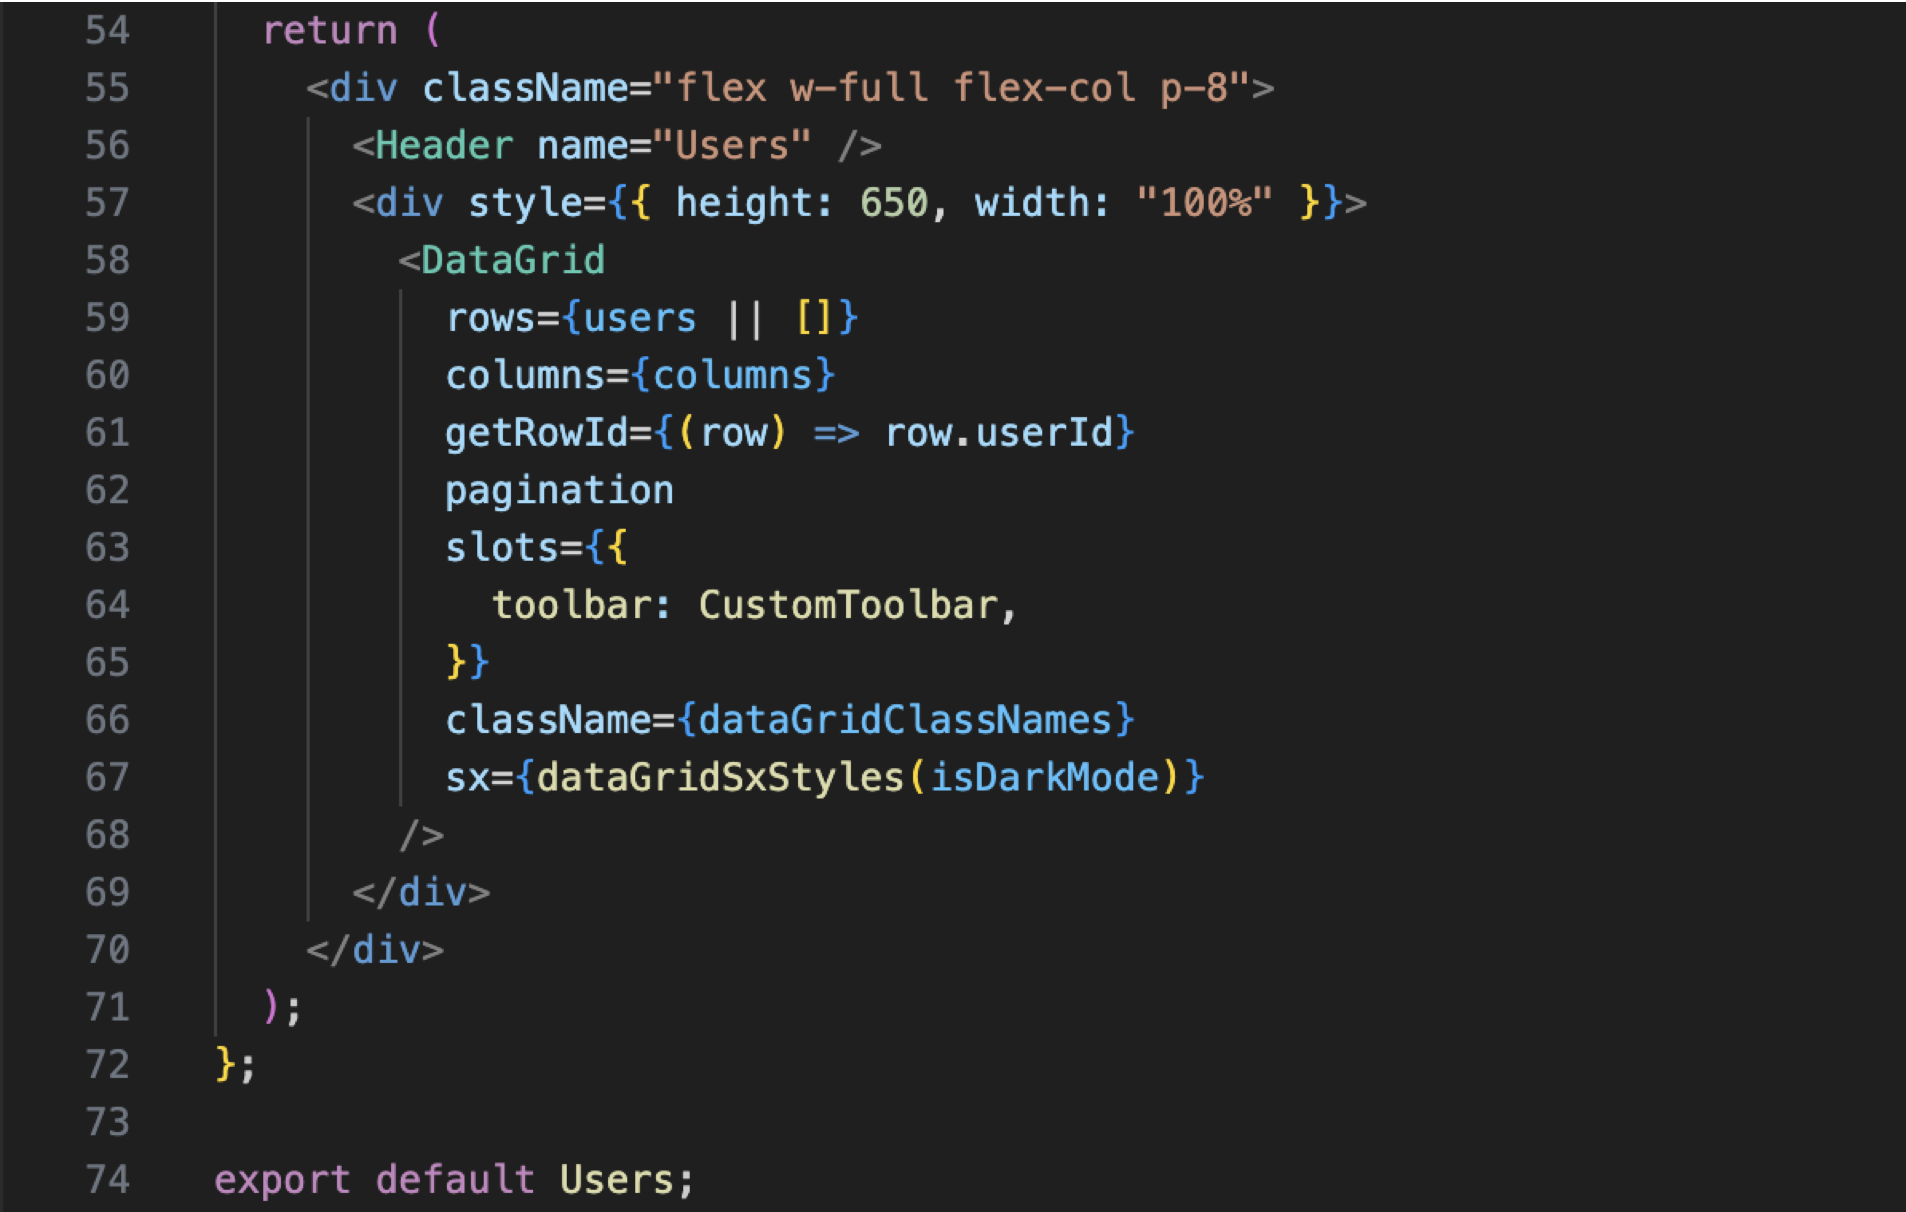 54 return (
55 <div className="flex w-full flex-col p-8">
56 <Header name="Users" />
57 <div style={{ height: 650, width: "100%" }}>
58 <DataGrid
59 rows={users || []}
60 columns={columns}
61 getRowId={(row) => row.userId}
62 pagination
63 slots={{
64 toolbar: CustomToolbar,
65 }}
66 className={dataGridClassNames}
67 sx={dataGridSxStyles(isDarkMode)}
68 />
69 </div>
70 </div>
71 );
72 };
73
74 export default Users;